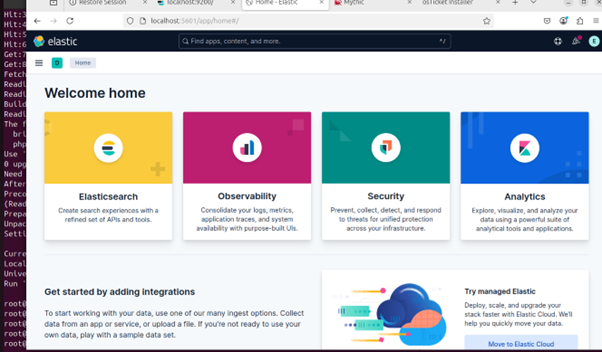 Restore Session
localhost:9200/
Home - Elastic
Mythic
osTicket Installer
localhost:5601/app/home#/
elastic
Find apps, content, and more.
^/
E
D
Home
Welcome home
Elasticsearch
Create search experiences with a
refined set of APIs and tools.
Observability
Consolidate your logs, metrics,
application traces, and system
availability with purpose-built UIs.
Security
Prevent, collect, detect, and respond
to threats for unified protection
across your infrastructure.
Analytics
Explore, visualize, and analyze your
data using a powerful suite of
analytical tools and applications.
Get started by adding integrations
To start working with your data, use one of our many ingest options. Collect
data from an app or service, or upload a file. If you're not ready to use your
own data, play with a sample data set.
Try managed Elastic
Deploy, scale, and upgrade your
stack faster with Elastic Cloud. We'll
help you quickly move your data.
Move to Elastic Cloud
Hit:3
Hit:4
Hit:5
Hit:6
Get:7
Get:8
Fetch
Readi
Readi
Build
Readi
The f
bri
php
Use '
0 upg
Need
After
Preco
(Read
Prepa
Unpac
Setti
Curre
Local
Unive
Run '
root@
root@
root@
root@